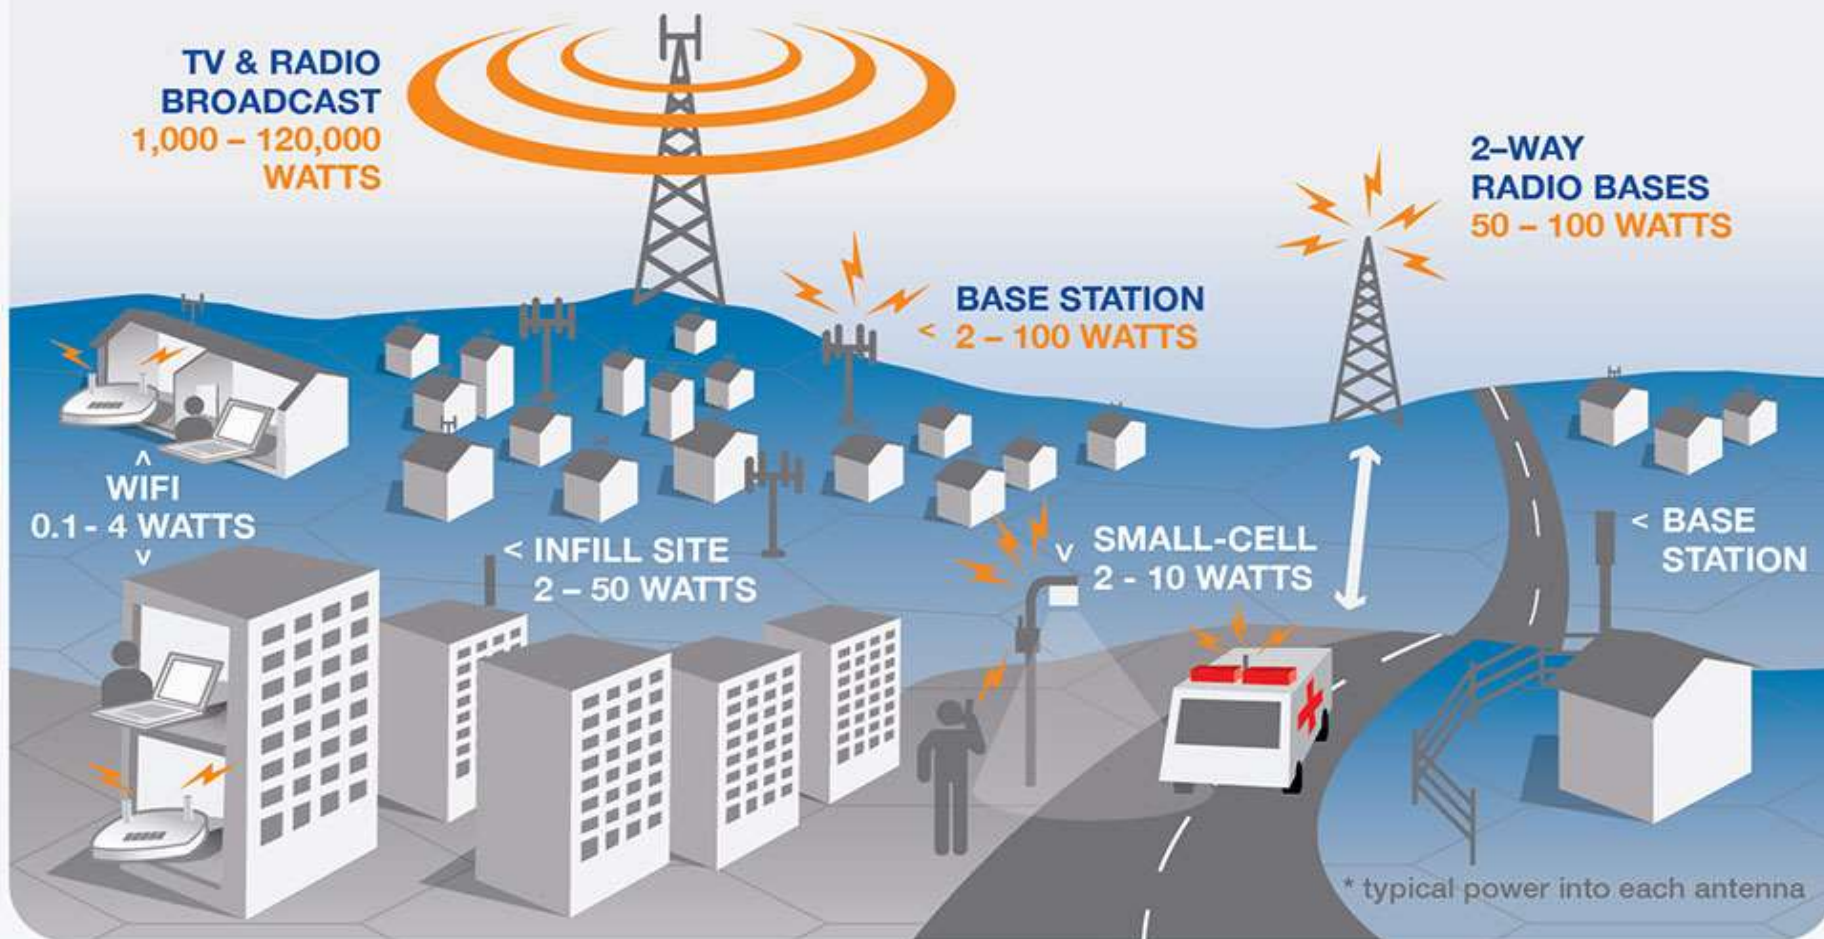 TV & RADIO
BROADCAST
1,000 – 120,000
WATTS
2–WAY
RADIO BASES
50 – 100 WATTS
BASE STATION
< 2 – 100 WATTS
^
WIFI
0.1 - 4 WATTS
v
< INFILL SITE
2 – 50 WATTS
v SMALL-CELL
2 - 10 WATTS
< BASE
STATION
* typical power into each antenna